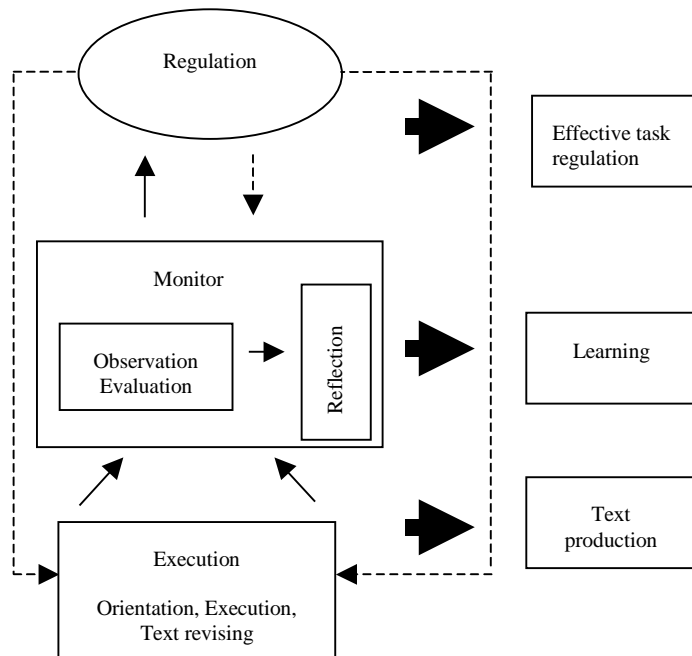 Regulation
Effective task
regulation
Monitor
Observation
Evaluation
Reflection
Learning
Text
production
Execution
Orientation, Execution,
Text revising